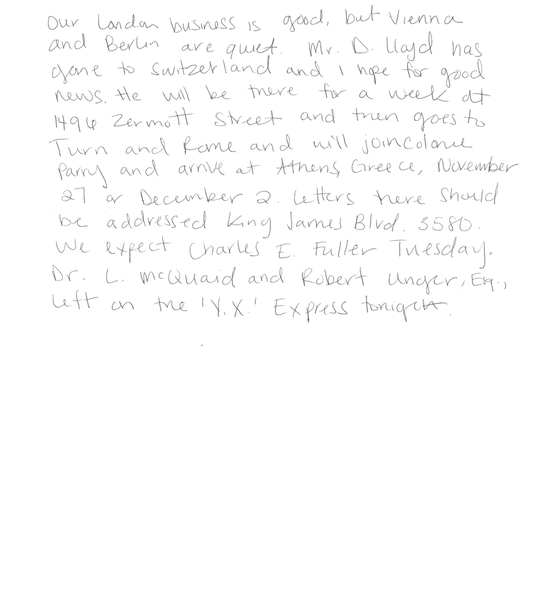 Our London business is good, but Vienna
and Berlin are quiet. Mr. D. Lloyd has
gone to Switzerland and I hope for good
news. He will be there for a week at
1496 Zermott Street and then goes to
Turn and Rome and will join Colone
Parry and arrive at Athens, Greece, November
27 or December 2. Letters there should
be addressed King James Blvd. 3580.
We expect Charles E. Fuller Tuesday.
Dr. L. McQuaid and Robert Unger, Esq.,
left on the 'Y.X.' Express tonight.